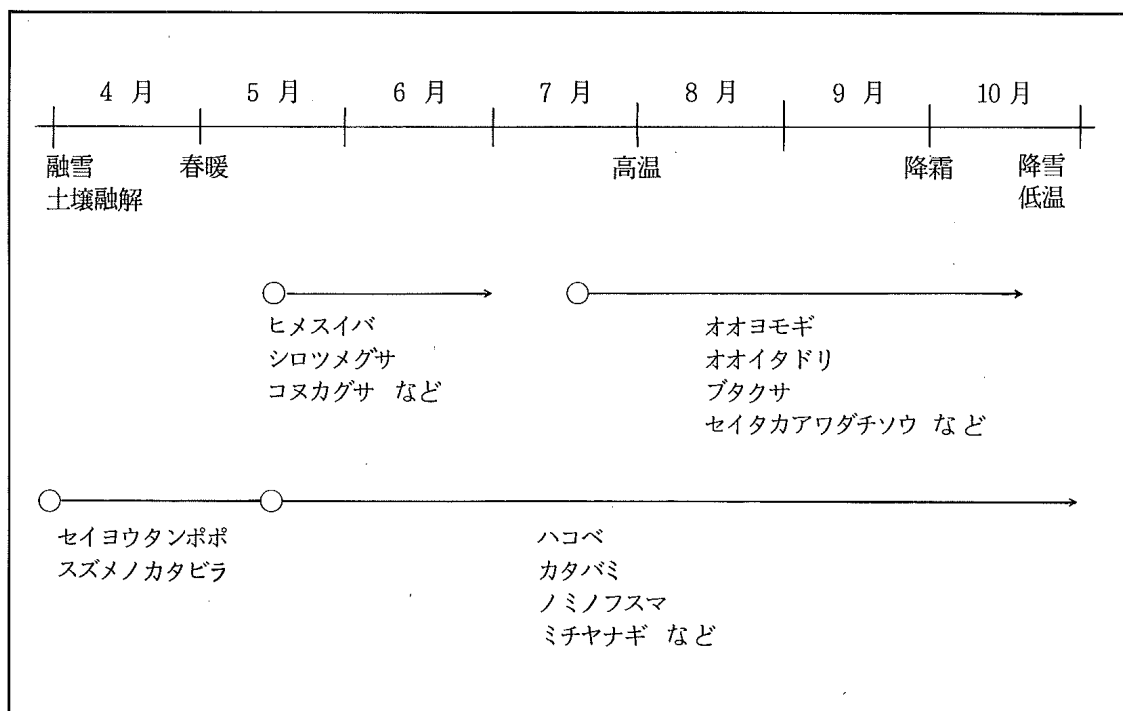 4 月 5 月 6 月 7 月 8 月 9 月 10 月
融雪 春暖 高温 降霜 降雪
土壌融解 低温
ヒメスイバ
シロツメグサ
コヌカグサ など
オオヨモギ
オオイタドリ
ブタクサ
セイタカアワダチソウ など
セイヨウタンポポ
スズメノカタビラ
ハコベ
カタバミ
ノミノフスマ
ミチヤナギ など